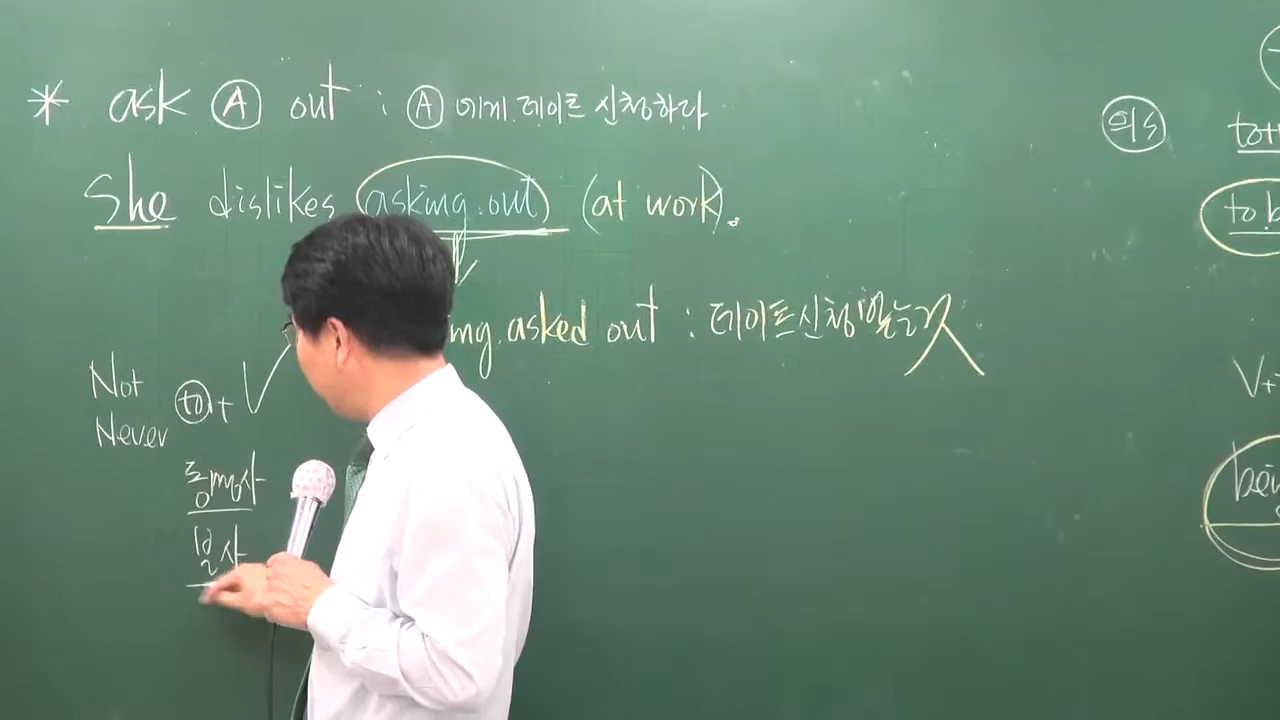 * ask Ⓐ out : Ⓐ에게 데이트 신청하다
She dislikes asking out (at work).
ing asked out : 데이트신청받는것
Not to + V
Never
동명사
분사
의S
to
to b
V+
bei